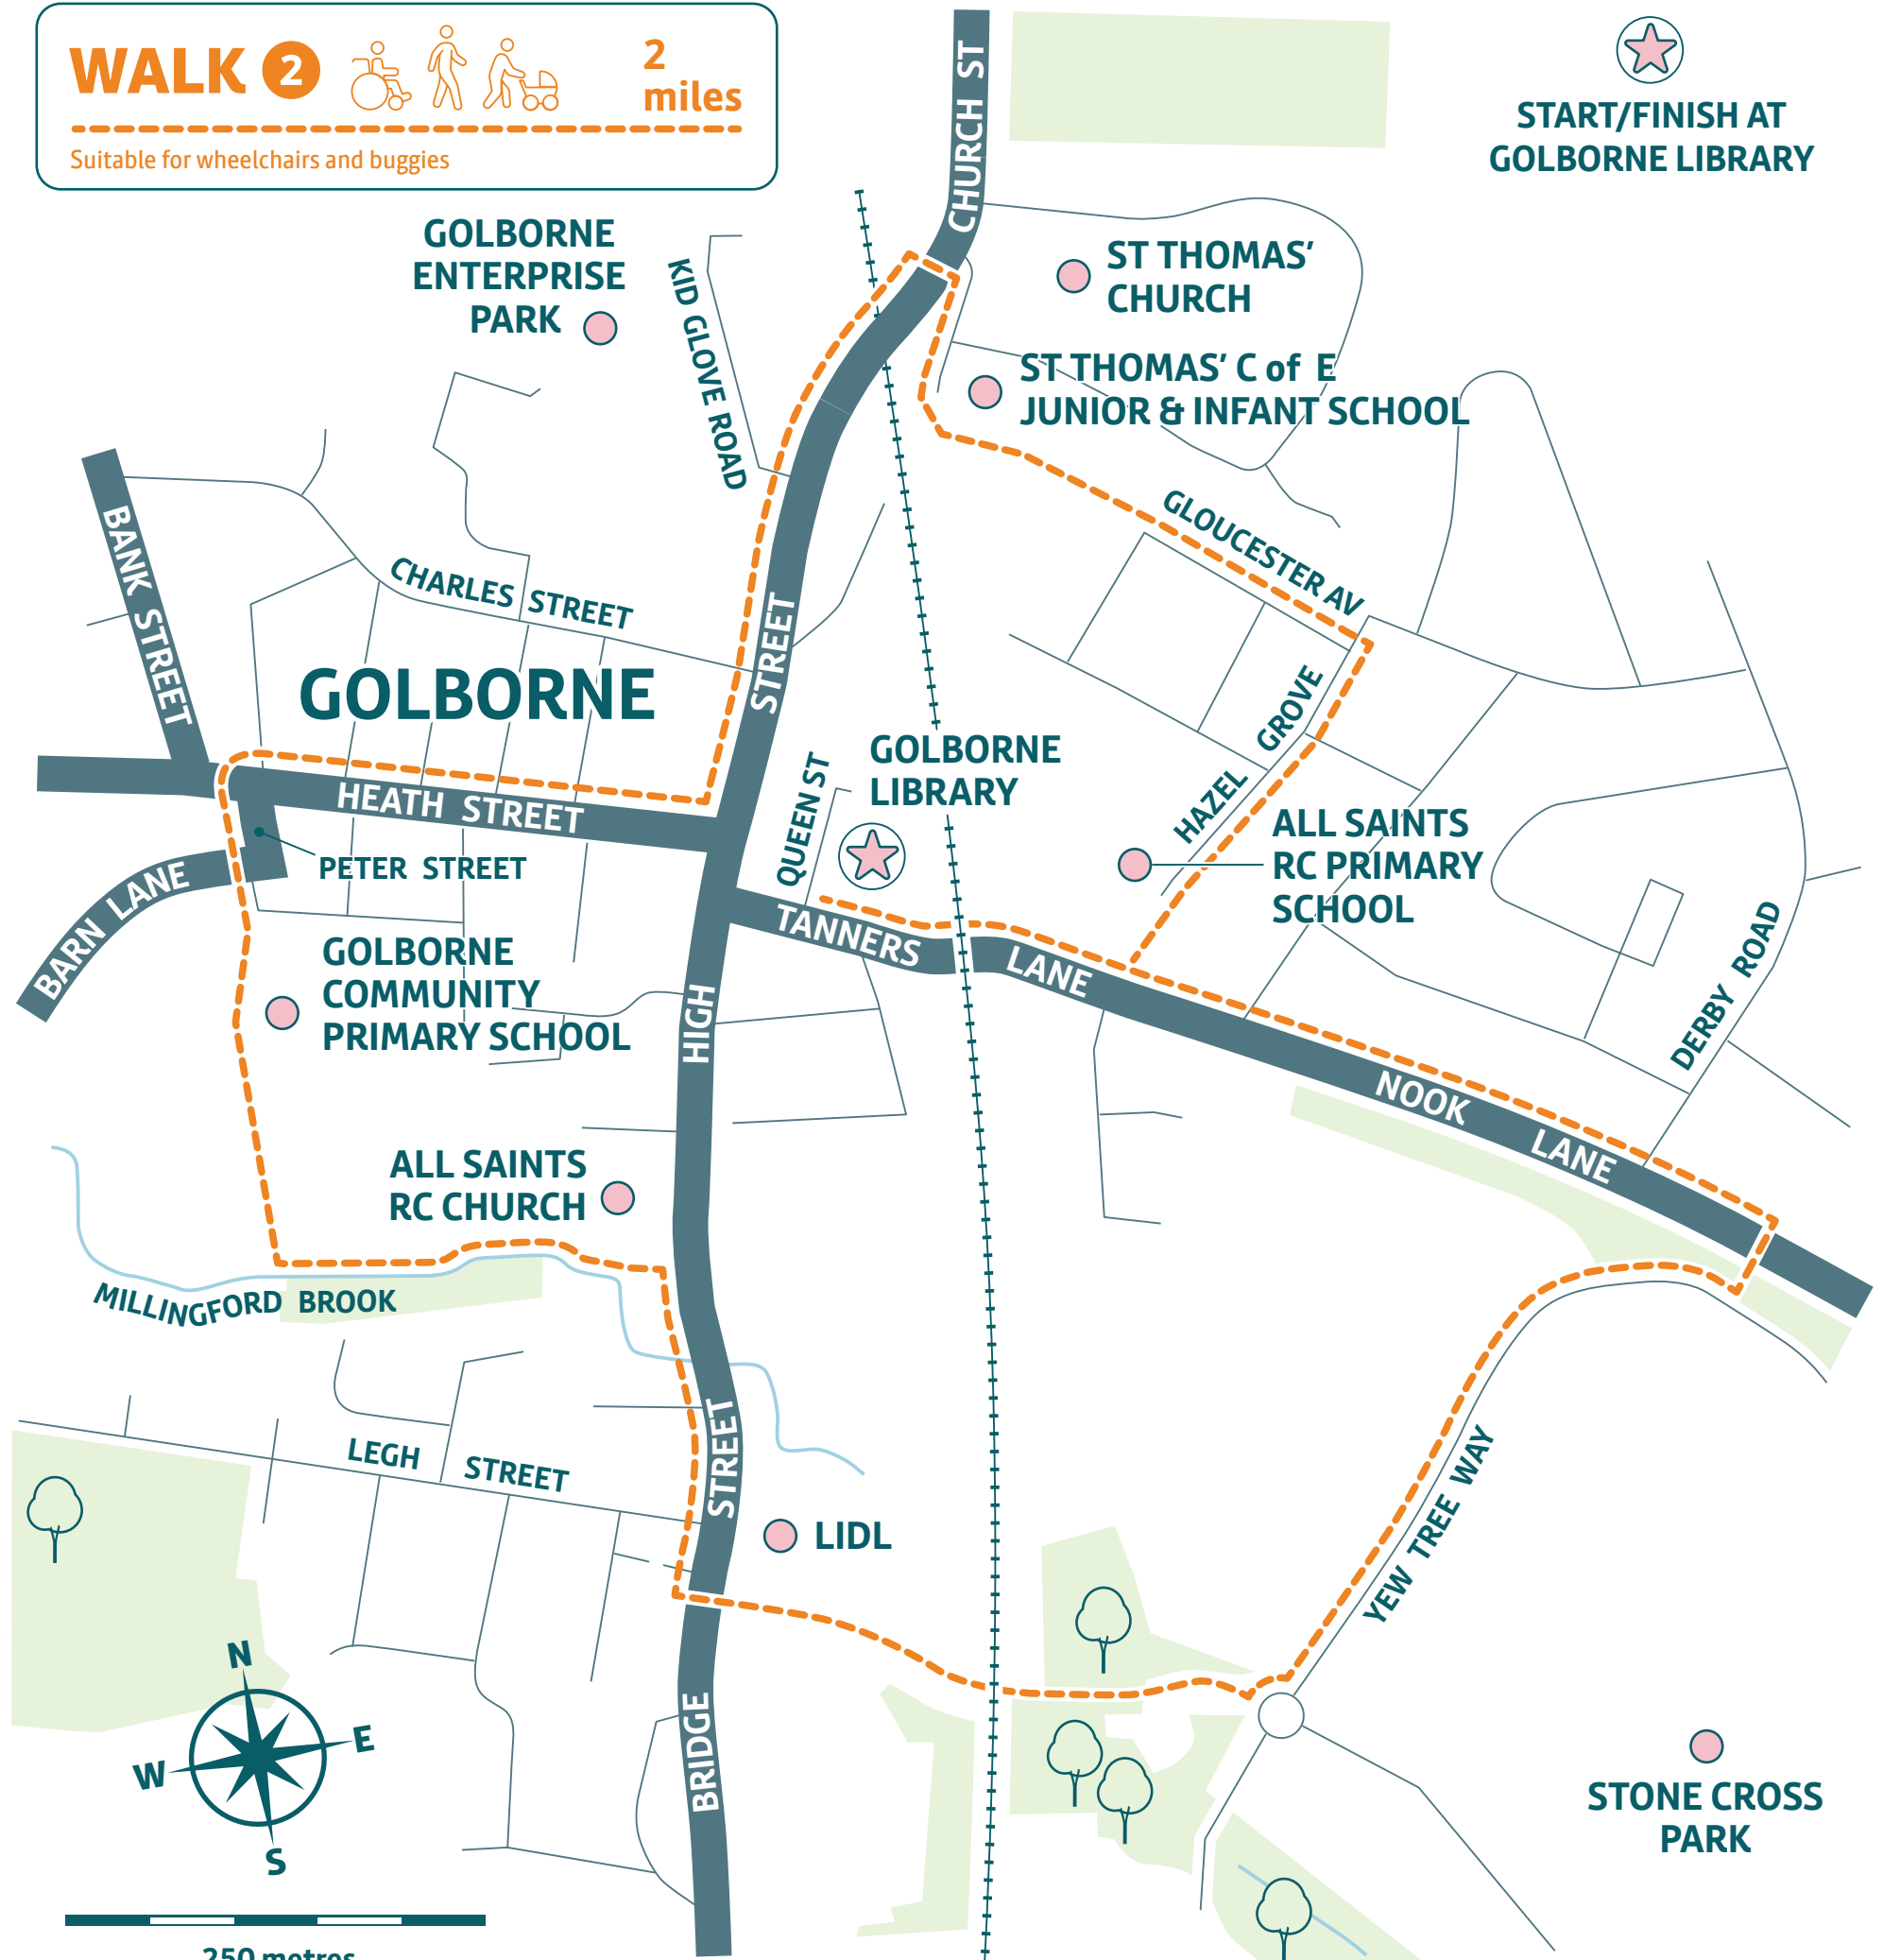 WALK 2
2
miles
Suitable for wheelchairs and buggies
CHURCH ST
START/FINISH AT
GOLBORNE LIBRARY
GOLBORNE
ENTERPRISE
PARK
KID GLOVE ROAD
ST THOMAS'
CHURCH
ST THOMAS' C of E
JUNIOR & INFANT SCHOOL
BANK STREET
CHARLES STREET
GLOUCESTER AV
GOLBORNE
STREET
HAZEL GROVE
GOLBORNE
LIBRARY
QUEEN ST
HEATH STREET
PETER STREET
BARN LANE
ALL SAINTS
RC PRIMARY
SCHOOL
TANNERS LANE
DERBY ROAD
GOLBORNE
COMMUNITY
PRIMARY SCHOOL
HIGH
NOOK LANE
ALL SAINTS
RC CHURCH
MILLINGFORD BROOK
LEGH STREET
STREET
LIDL
YEW TREE WAY
BRIDGE
N
E
W
S
STONE CROSS
PARK
250 metres